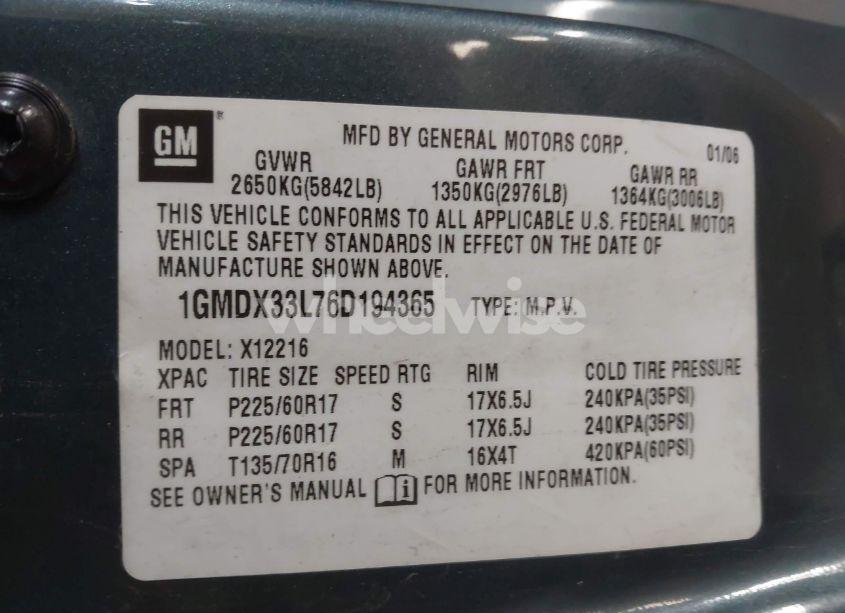 GM ® MFD BY GENERAL MOTORS CORP. 01/06
GVWR GAWR FRT GAWR RR
2650KG(5842LB) 1350KG(2976LB) 1364KG(3006LB)
THIS VEHICLE CONFORMS TO ALL APPLICABLE U.S. FEDERAL MOTOR
VEHICLE SAFETY STANDARDS IN EFFECT ON THE DATE OF
MANUFACTURE SHOWN ABOVE.
1GMDX33L76D194365 TYPE: M.P.V.
wheelwise
MODEL: X12216
XPAC TIRE SIZE SPEED RTG RIM COLD TIRE PRESSURE
FRT P225/60R17 S 17X6.5J 240KPA(35PSI)
RR P225/60R17 S 17X6.5J 240KPA(35PSI)
SPA T135/70R16 M 16X4T 420KPA(60PSI)
SEE OWNER'S MANUAL FOR MORE INFORMATION.